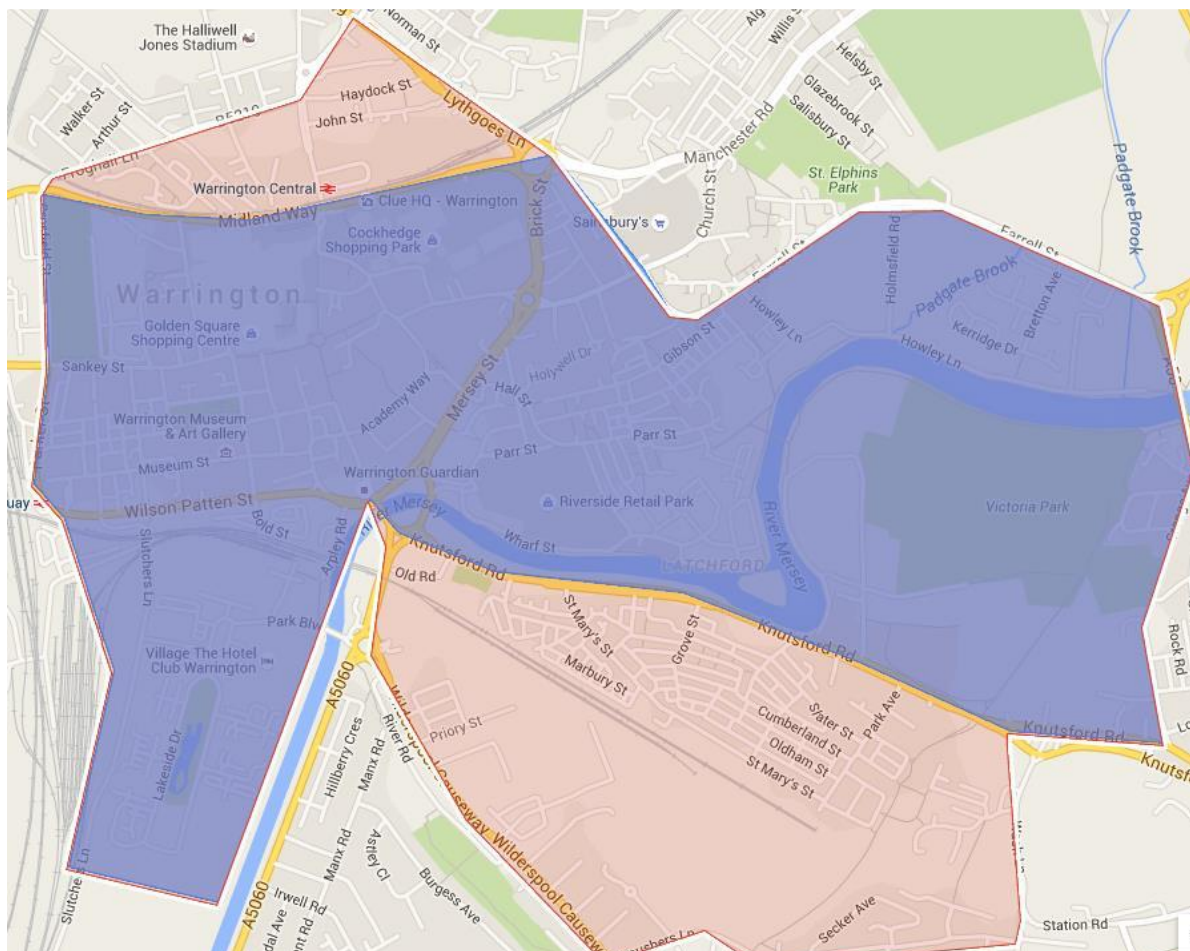 The Halliwell
Jones Stadium
Norman St
Willis
Helsby St
Glazebrook St
Salisbury St
Walker St
Arthur St
Haydock St
John St
Lythgoes Ln
Manchester Rd
Froghall Ln
Warrington Central
Midland Way
Clue HQ - Warrington
Cockhedge
Shopping Park
Brick St
Sainsbury's
Church St
St. Elphins
Park
Padgate Brook
Farrell St
Holmsfield Rd
Padgate Brook
Bretton Ave
Kerridge Dr
Howley Ln
Howley Ln
Warrington
Golden Square
Shopping Centre
Sankey St
Gibson St
Holywell Dr
Hall St
Mersey St
Academy Way
Warrington Museum
& Art Gallery
Museum St
Parr St
Parr St
Warrington Guardian
Wilson Patten St
Riverside Retail Park
Victoria Park
River Mersey
Mersey
Bold St
Arpley Rd
Slutchers Ln
Wharf St
LATCHFORD
Knutsford Rd
Old Rd
St Mary's St
Grove St
Marbury St
Knutsford Rd
Park Ave
Slater St
Cumberland St
Oldham St
St Mary's St
Knutsford Rd
Rock Rd
Village The Hotel
Club Warrington
A5060
Hillberry Cres
Manx Rd
River Rd
Priory St
Lakeside Dr
Wilderspool Causeway
Manx Rd
Astley Cl
Burgess Ave
Irwell Rd
A5060
Secker Ave
Station Rd